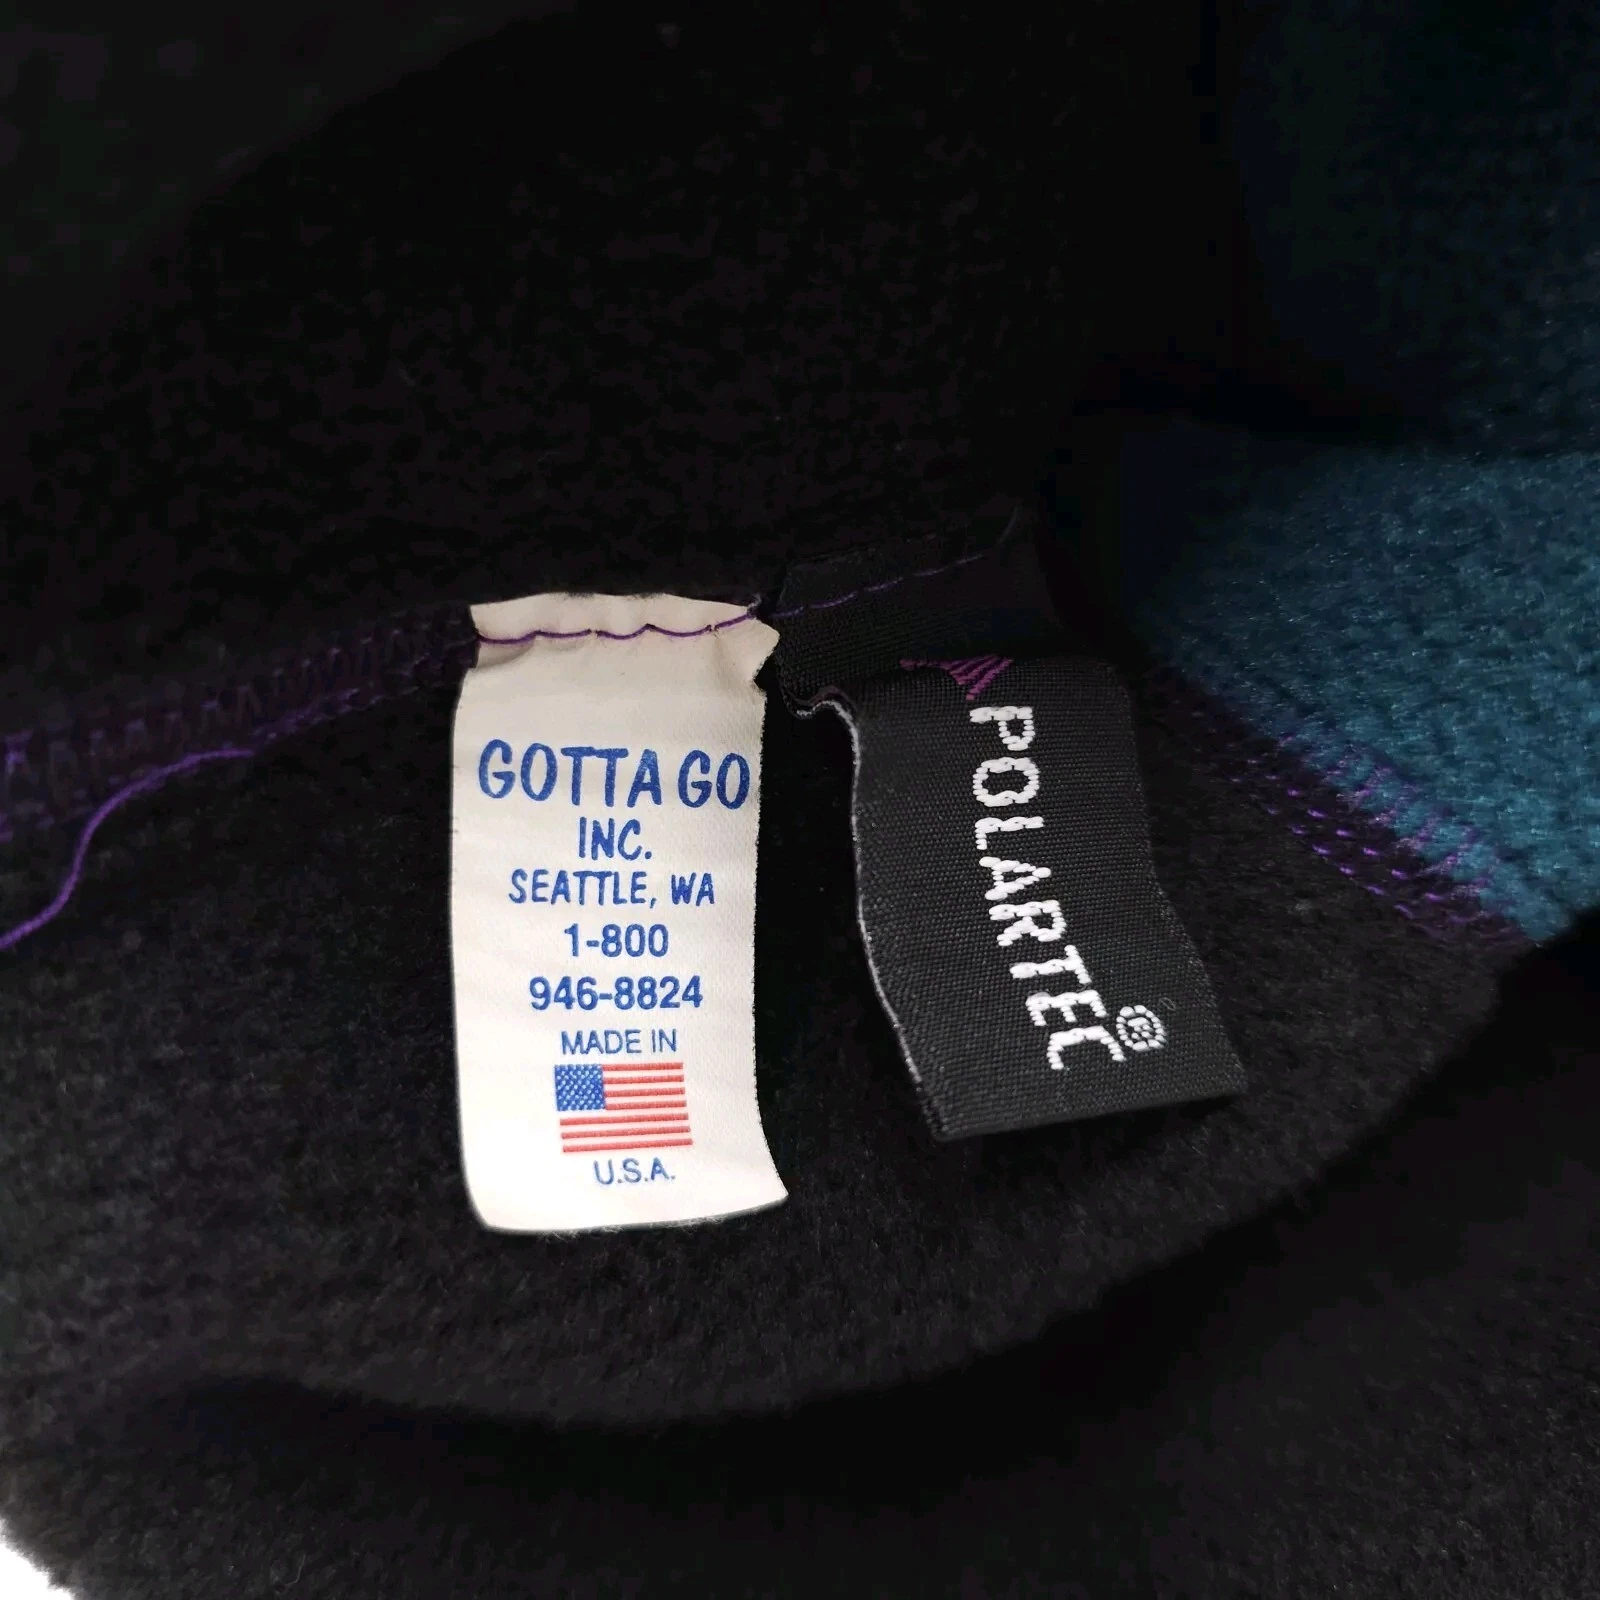 GOTTA GO
INC.
SEATTLE, WA
1-800
946-8824
MADE IN
U.S.A.
POLARTEC®